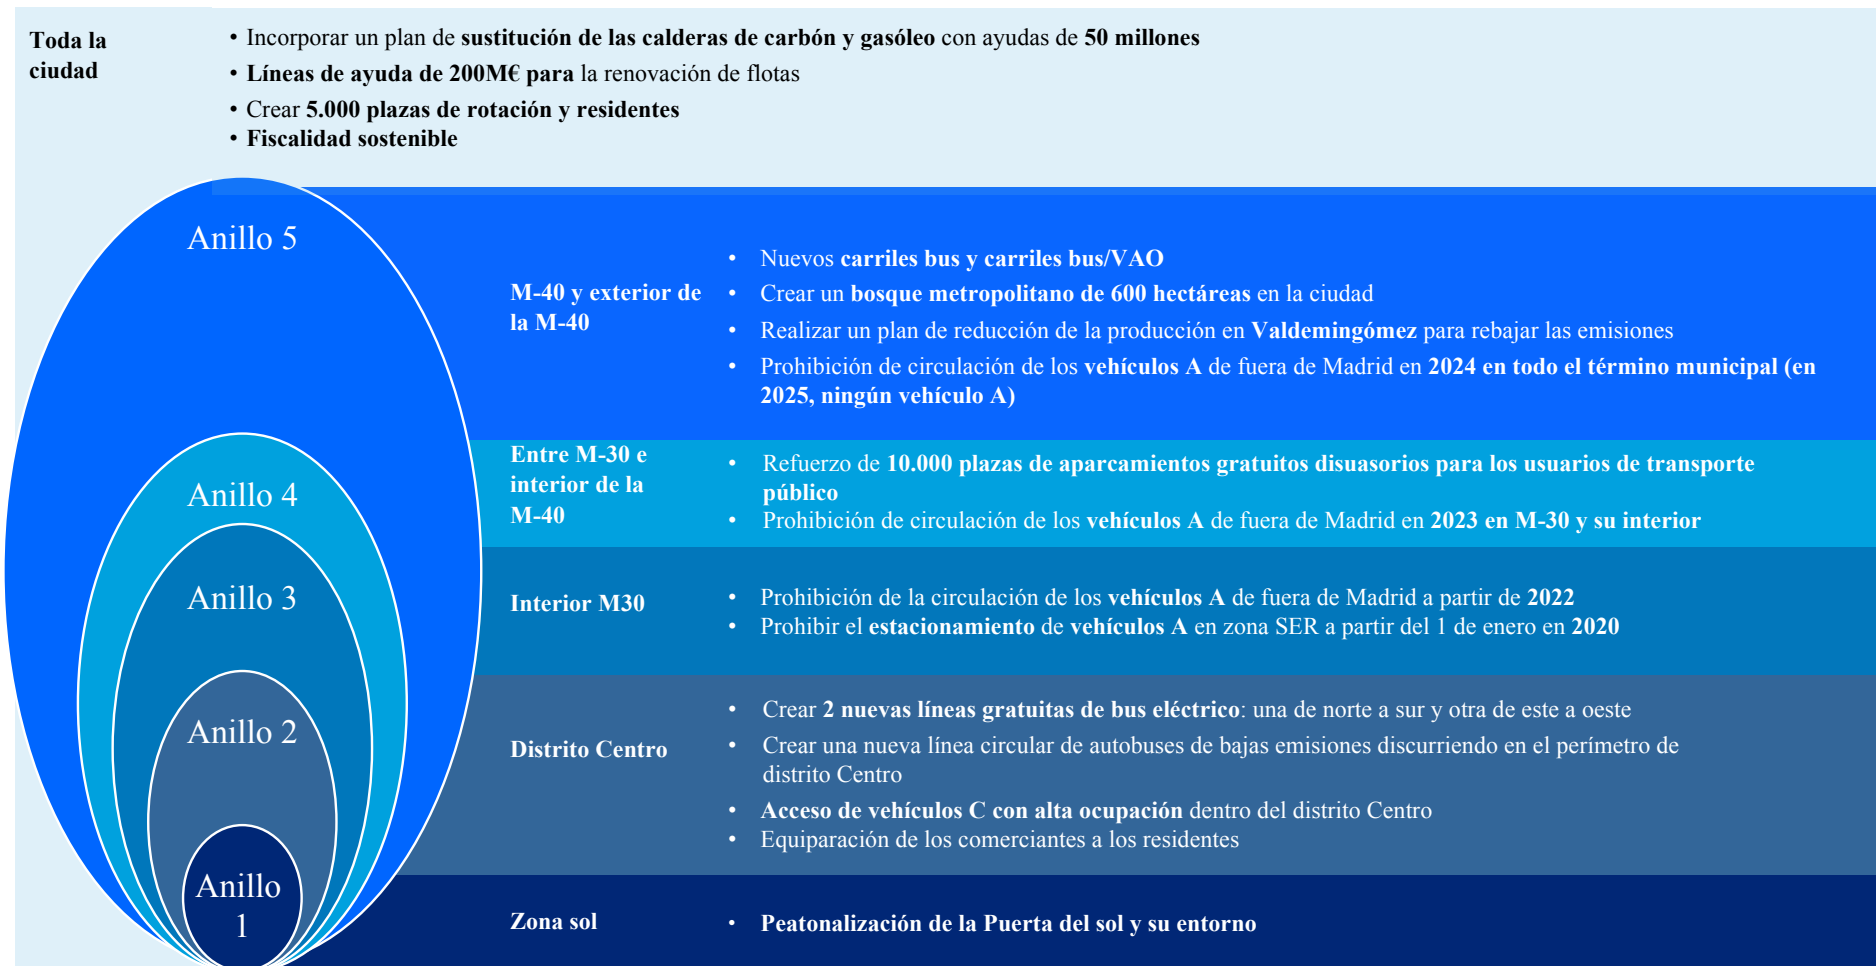 Toda la
ciudad
• Incorporar un plan de sustitución de las calderas de carbón y gasóleo con ayudas de 50 millones
• Líneas de ayuda de 200M€ para la renovación de flotas
• Crear 5.000 plazas de rotación y residentes
• Fiscalidad sostenible
Anillo 5
M-40 y exterior de
la M-40
• Nuevos carriles bus y carriles bus/VAO
• Crear un bosque metropolitano de 600 hectáreas en la ciudad
• Realizar un plan de reducción de la producción en Valdemingómez para rebajar las emisiones
• Prohibición de circulación de los vehículos A de fuera de Madrid en 2024 en todo el término municipal (en
2025, ningún vehículo A)
Anillo 4
Entre M-30 e
interior de la
M-40
• Refuerzo de 10.000 plazas de aparcamientos gratuitos disuasorios para los usuarios de transporte
público
• Prohibición de circulación de los vehículos A de fuera de Madrid en 2023 en M-30 y su interior
Anillo 3
Interior M30
• Prohibición de la circulación de los vehículos A de fuera de Madrid a partir de 2022
• Prohibir el estacionamiento de vehículos A en zona SER a partir del 1 de enero en 2020
Anillo 2
Distrito Centro
• Crear 2 nuevas líneas gratuitas de bus eléctrico: una de norte a sur y otra de este a oeste
• Crear una nueva línea circular de autobuses de bajas emisiones discurriendo en el perímetro de
distrito Centro
• Acceso de vehículos C con alta ocupación dentro del distrito Centro
• Equiparación de los comerciantes a los residentes
Anillo
1
Zona sol
• Peatonalización de la Puerta del sol y su entorno